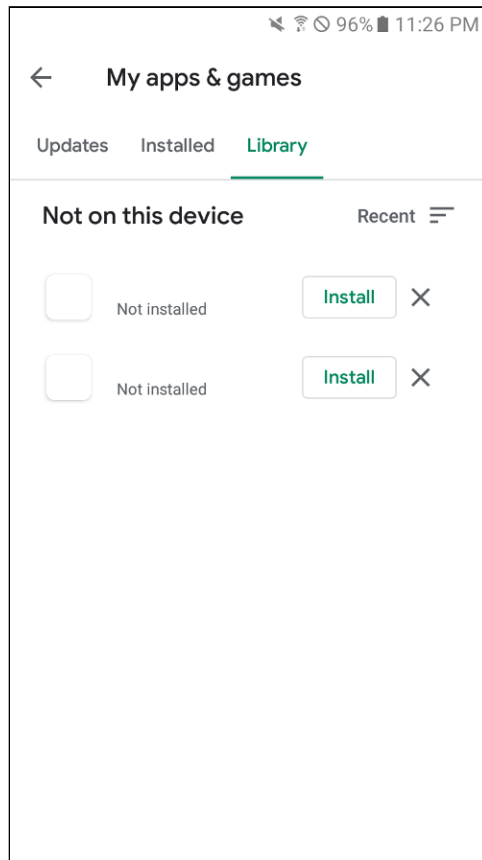 96% 11:26 PM
My apps & games
Updates Installed Library
Not on this device Recent
Not installed Install
Not installed Install